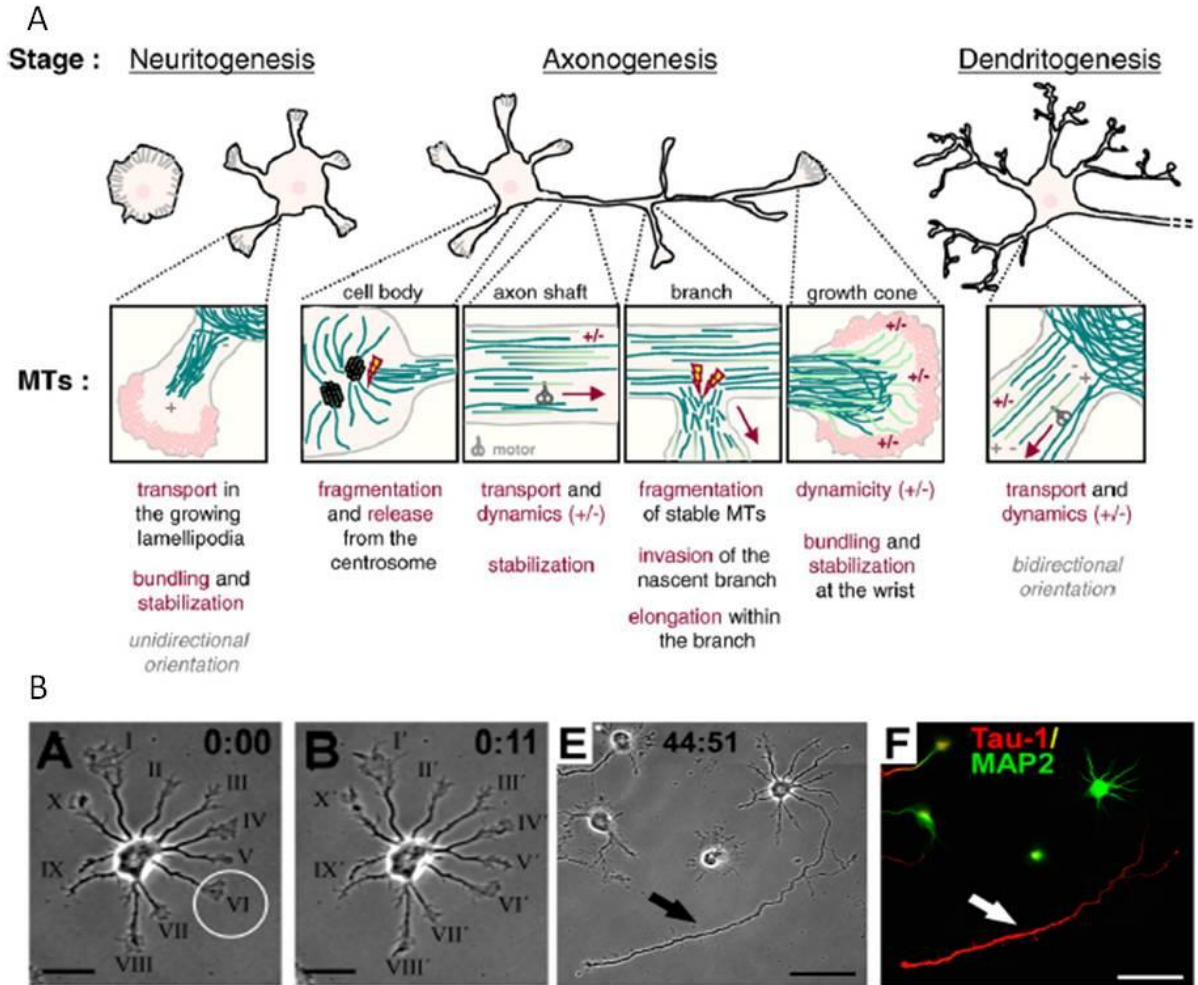 A
Stage : Neuritogenesis Axonogenesis Dendritogenesis
cell body axon shaft branch growth cone
MTs :
-
+
+/-
motor
+/-
+/-
+/-
-
+
+/-
+ -
transport in
the growing
lamellipodia
bundling and
stabilization
unidirectional
orientation
fragmentation
and release
from the
centrosome
transport and
dynamics (+/-)
stabilization
fragmentation
of stable MTs
invasion of the
nascent branch
elongation within
the branch
dynamicity (+/-)
bundling and
stabilization
at the wrist
transport and
dynamics (+/-)
bidirectional
orientation
B
A 0:00
I
II
III
IV
V
VI
VII
VIII
IX
X
B 0:11
I'
II'
III'
IV'
V'
VI'
VII'
VIII'
IX'
X'
E 44:51
F Tau-1/
MAP2